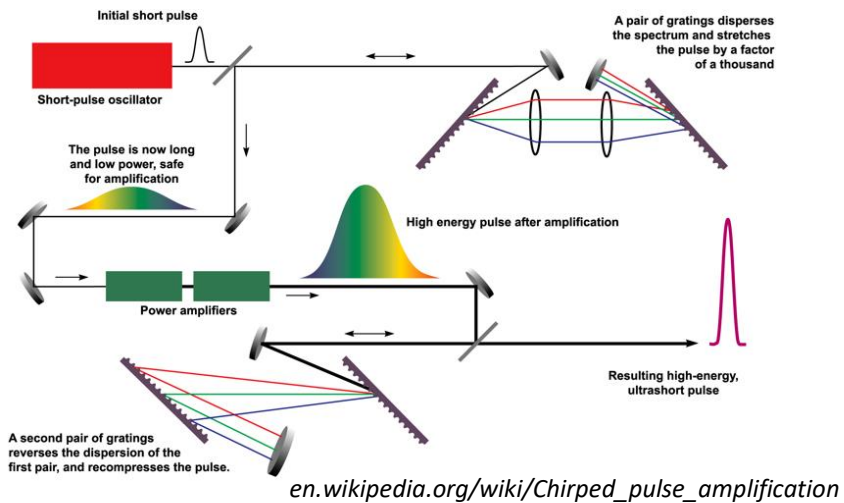 Initial short pulse
A pair of gratings disperses
the spectrum and stretches
the pulse by a factor
of a thousand
Short-pulse oscillator
The pulse is now long
and low power, safe
for amplification
High energy pulse after amplification
Power amplifiers
Resulting high-energy,
ultrashort pulse
A second pair of gratings
reverses the dispersion of the
first pair, and recompresses the pulse.
en.wikipedia.org/wiki/Chirped_pulse_amplification